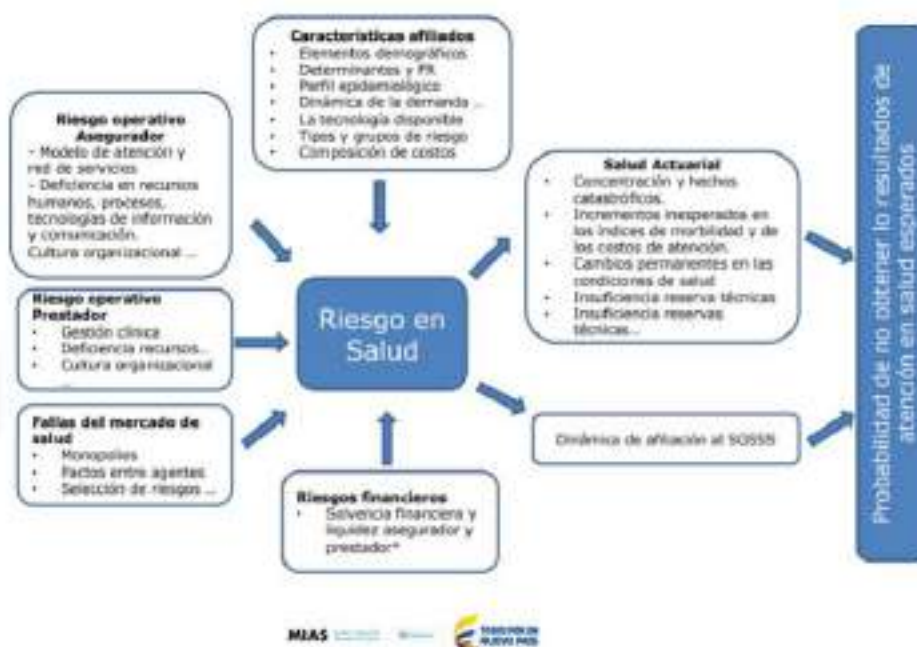 Características afiliados
• Elementos demográficos
• Determinantes y FR
• Perfil epidemiológico
• Dinámica de la demanda ...
• La tecnología disponible
• Tipos y grupos de riesgo
• Composición de costos
Riesgo operativo
Asegurador
- Modelo de atención y
red de servicios
- Deficiencia en recursos
humanos, procesos,
tecnologías de información
y comunicación.
Cultura organizacional ...
Riesgo operativo
Prestador
• Gestión clínica
• Deficiencia recursos...
• Cultura organizacional
...
Fallas del mercado de
salud
• Monopolios
• Pactos entre agentes
• Selección de riesgos ...
Riesgo en
Salud
Riesgos financieros
• Solvencia financiera y
liquidez asegurador y
prestador*
Salud Actuarial
• Concentración y hechos
catastróficos.
• Incrementos inesperados en
los índices de morbilidad y de
los costos de atención.
• Cambios permanentes en las
condiciones de salud
• Insuficiencia reserva técnicas
• Insuficiencia reservas
técnicas...
Dinámica de afiliación al SGSSS
Probabilidad de no obtener lo resultados de
atención en salud esperados
MIAS
TODOS POR UN
NUEVO PAÍS